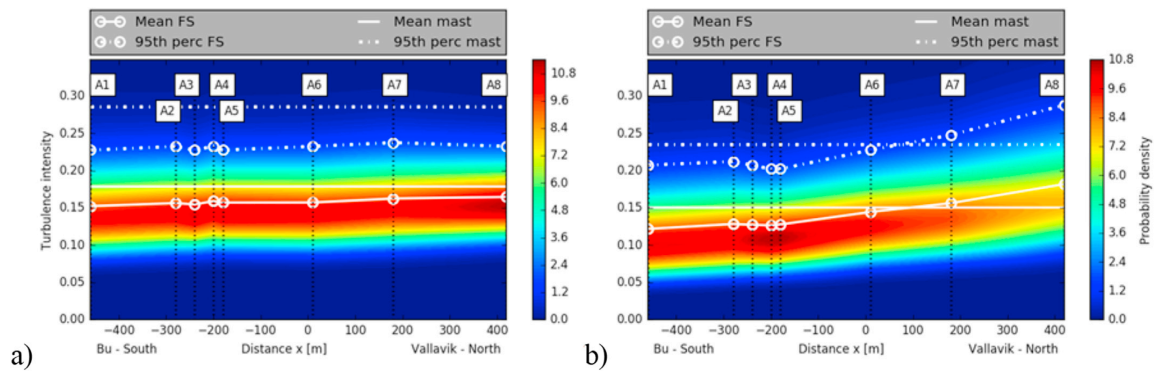 Mean FS
Mean mast
95th perc FS
95th perc mast
A1
A3
A4
A6
A7
A8
A2
A5
0.30
0.25
0.20
0.15
0.10
0.05
0.00
Turbulence intensity
−400
−300
−200
−100
0
100
200
300
400
Bu - South
Distance x [m]
Vallavik - North
10.8
9.6
8.4
7.2
6.0
4.8
3.6
2.4
1.2
0.0
a)
Mean FS
Mean mast
95th perc FS
95th perc mast
A1
A3
A4
A6
A7
A8
A2
A5
0.30
0.25
0.20
0.15
0.10
0.05
0.00
−400
−300
−200
−100
0
100
200
300
400
Bu - South
Distance x [m]
Vallavik - North
10.8
9.6
8.4
7.2
6.0
4.8
3.6
2.4
1.2
0.0
Probability density
b)